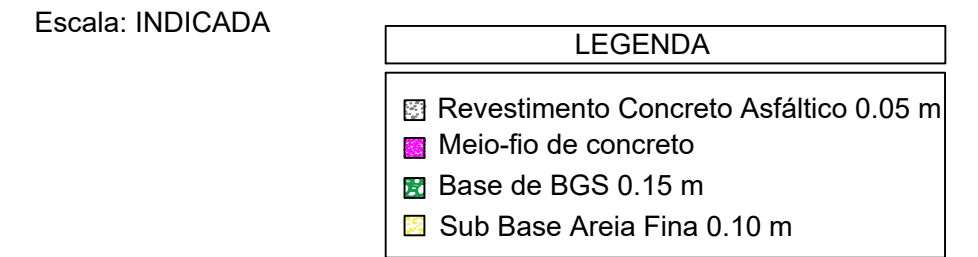 Escala: INDICADA
LEGENDA
Revestimento Concreto Asfáltico 0.05 m
Meio-fio de concreto
Base de BGS 0.15 m
Sub Base Areia Fina 0.10 m